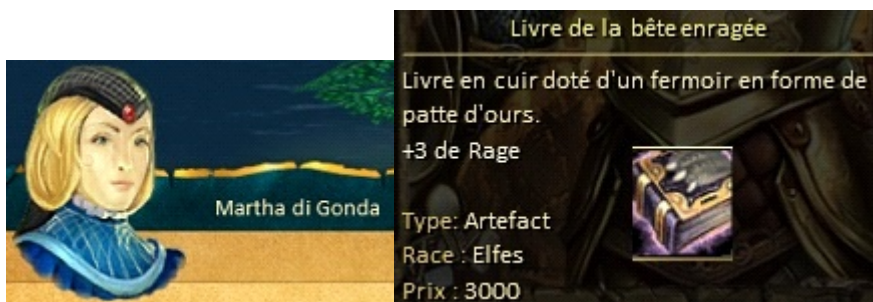 Martha di Gonda
Livre de la bête enragée
Livre en cuir doté d'un fermoir en forme de
patte d'ours.
+3 de Rage
Type: Artefact
Race : Elfes
Prix : 3000